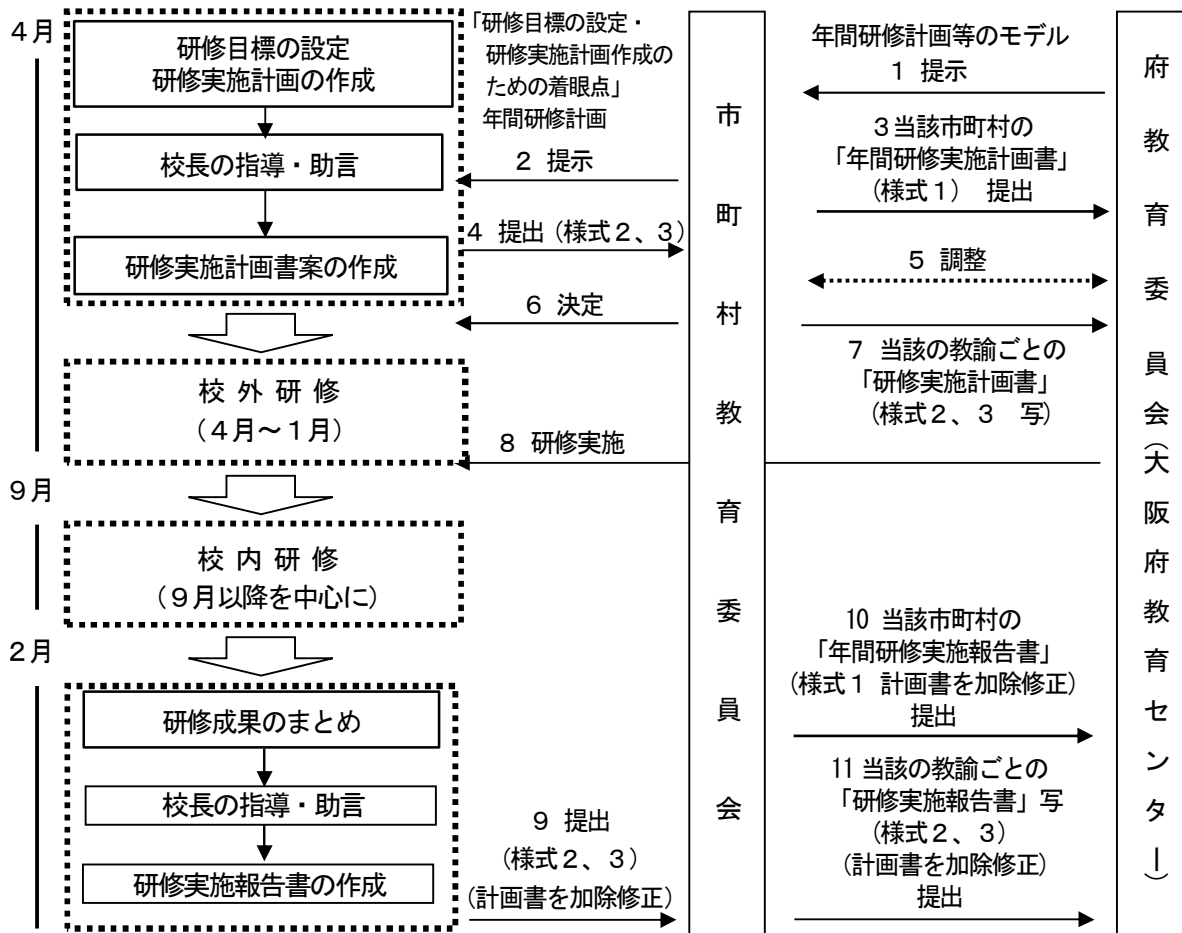 4月
研修目標の設定
研修実施計画の作成
校長の指導・助言
研修実施計画書案の作成
校 外 研 修
(4月～1月)
9月
校 内 研 修
(9月以降を中心に)
2月
研修成果のまとめ
校長の指導・助言
研修実施報告書の作成
「研修目標の設定・
研修実施計画作成の
ための着眼点」
年間研修計画
2 提示
4 提出(様式2、3)
6 決定
8 研修実施
9 提出
(様式2、3)
(計画書を加除修正)
市町村教育委員会
年間研修計画等のモデル
1 提示
3当該市町村の
「年間研修実施計画書」
(様式1) 提出
5 調整
7 当該の教諭ごとの
「研修実施計画書」
(様式2、3 写)
10 当該市町村の
「年間研修実施報告書」
(様式1 計画書を加除修正)
提出
11 当該の教諭ごとの
「研修実施報告書」写
(様式2、3)
(計画書を加除修正)
提出
府教育委員会(大阪府教育センター)